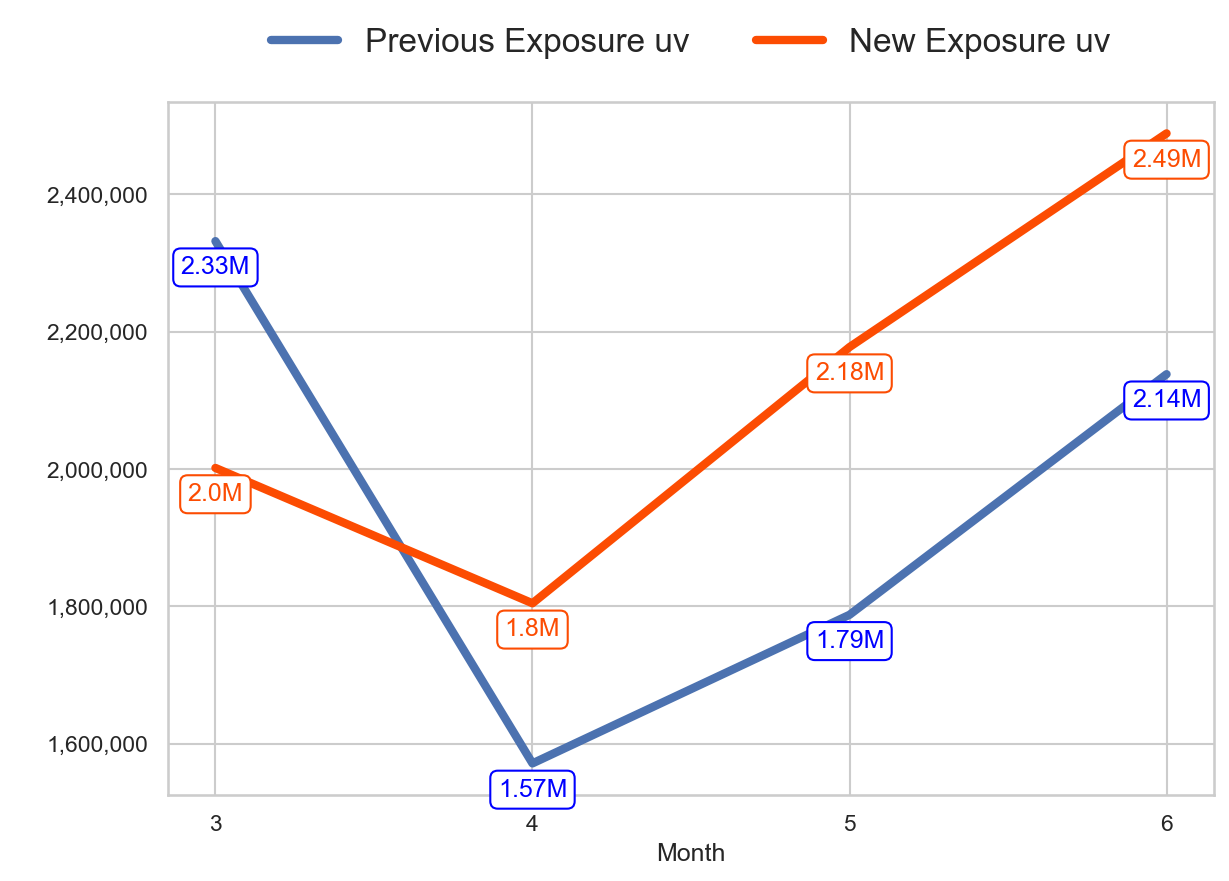 Previous Exposure uv New Exposure uv
2.49M
2,400,000
2.33M
2,200,000
2.18M
2.14M
2,000,000
2.0M
1,800,000
1.8M
1.79M
1,600,000
1.57M
3 4 5 6
Month